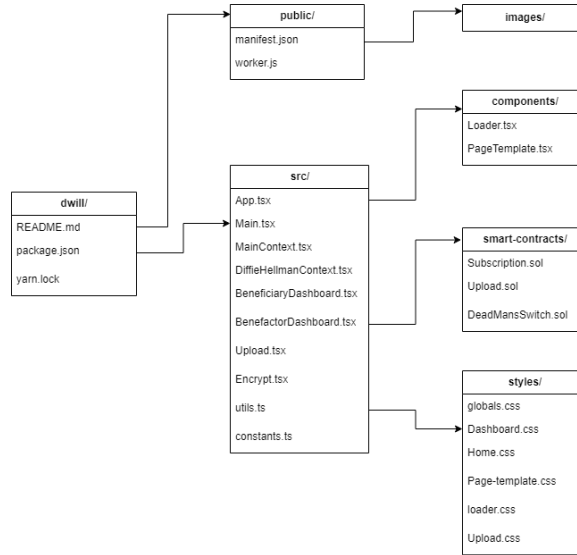 public/
manifest.json
worker.js
images/
components/
Loader.tsx
PageTemplate.tsx
dwill/
README.md
package.json
yarn.lock
src/
App.tsx
Main.tsx
MainContext.tsx
DiffieHellmanContext.tsx
BeneficiaryDashboard.tsx
BenefactorDashboard.tsx
Upload.tsx
Encrypt.tsx
utils.ts
constants.ts
smart-contracts/
Subscription.sol
Upload.sol
DeadMansSwitch.sol
styles/
globals.css
Dashboard.css
Home.css
Page-template.css
loader.css
Upload.css